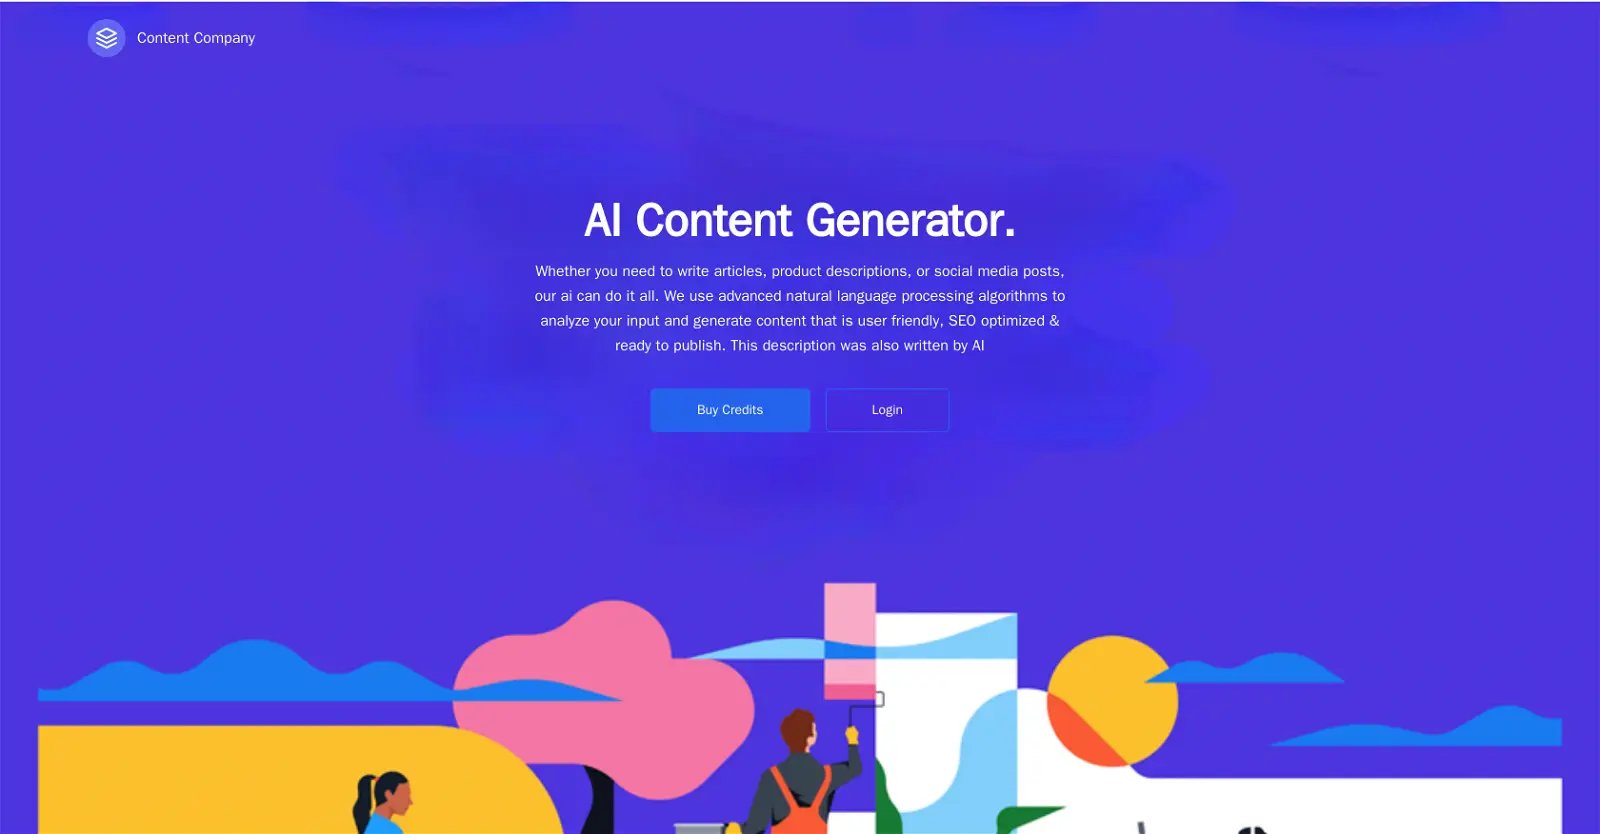 Content Company
AI Content Generator.
Whether you need to write articles, product descriptions, or social media posts,
our ai can do it all. We use advanced natural language processing algorithms to
analyze your input and generate content that is user friendly, SEO optimized &
ready to publish. This description was also written by AI
Buy Credits
Login